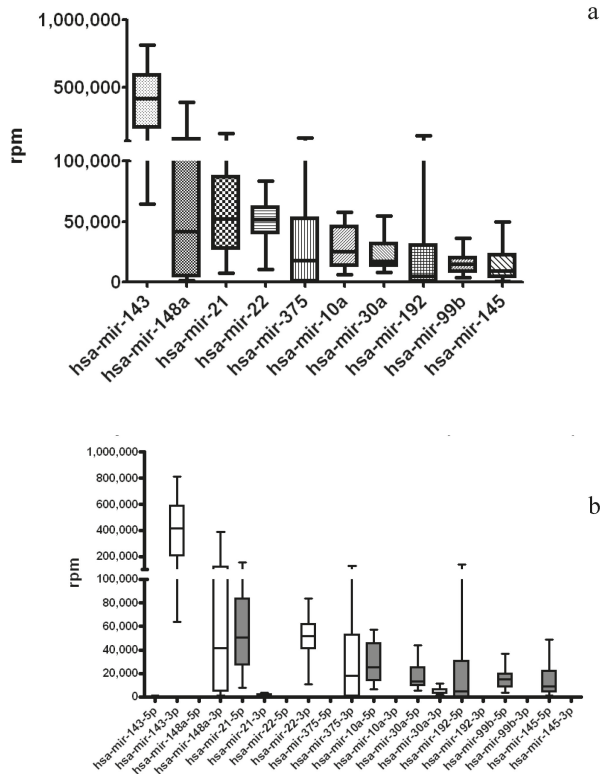 a
1,000,000
500,000
100,000
50,000
0
rpm
hsa-mir-143
hsa-mir-148a
hsa-mir-21
hsa-mir-22
hsa-mir-375
hsa-mir-10a
hsa-mir-30a
hsa-mir-192
hsa-mir-99b
hsa-mir-145
b
1,000,000
800,000
600,000
400,000
200,000
100,000
80,000
60,000
40,000
20,000
0
rpm
hsa-mir-143-5p
hsa-mir-143-3p
hsa-mir-148a-5p
hsa-mir-148a-3p
hsa-mir-21-5p
hsa-mir-21-3p
hsa-mir-22-5p
hsa-mir-22-3p
hsa-mir-375-5p
hsa-mir-375-3p
hsa-mir-10a-5p
hsa-mir-10a-3p
hsa-mir-30a-5p
hsa-mir-30a-3p
hsa-mir-192-5p
hsa-mir-192-3p
hsa-mir-99b-5p
hsa-mir-99b-3p
hsa-mir-145-5p
hsa-mir-145-3p